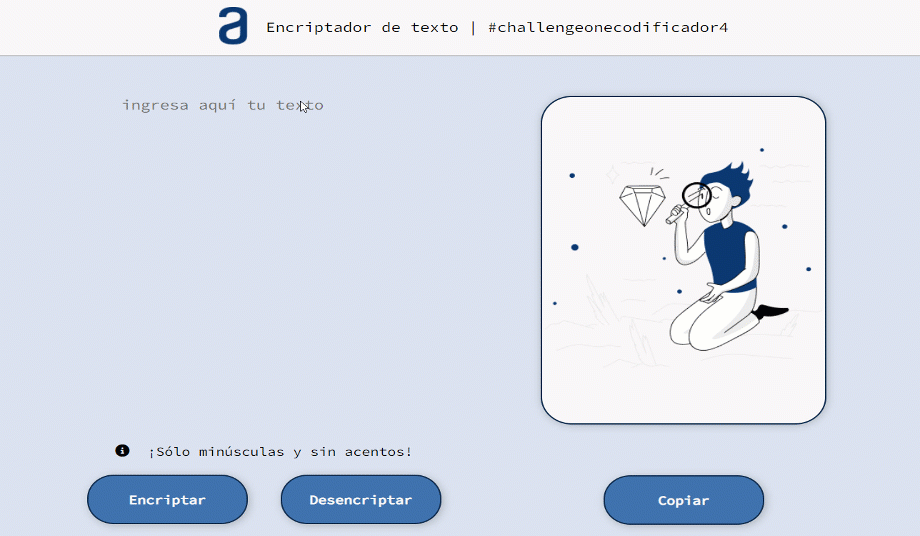 a Encriptador de texto | #challengeonecodificador4
ingresa aquí tu texto
¡Sólo minúsculas y sin acentos!
Encriptar
Desencriptar
Copiar